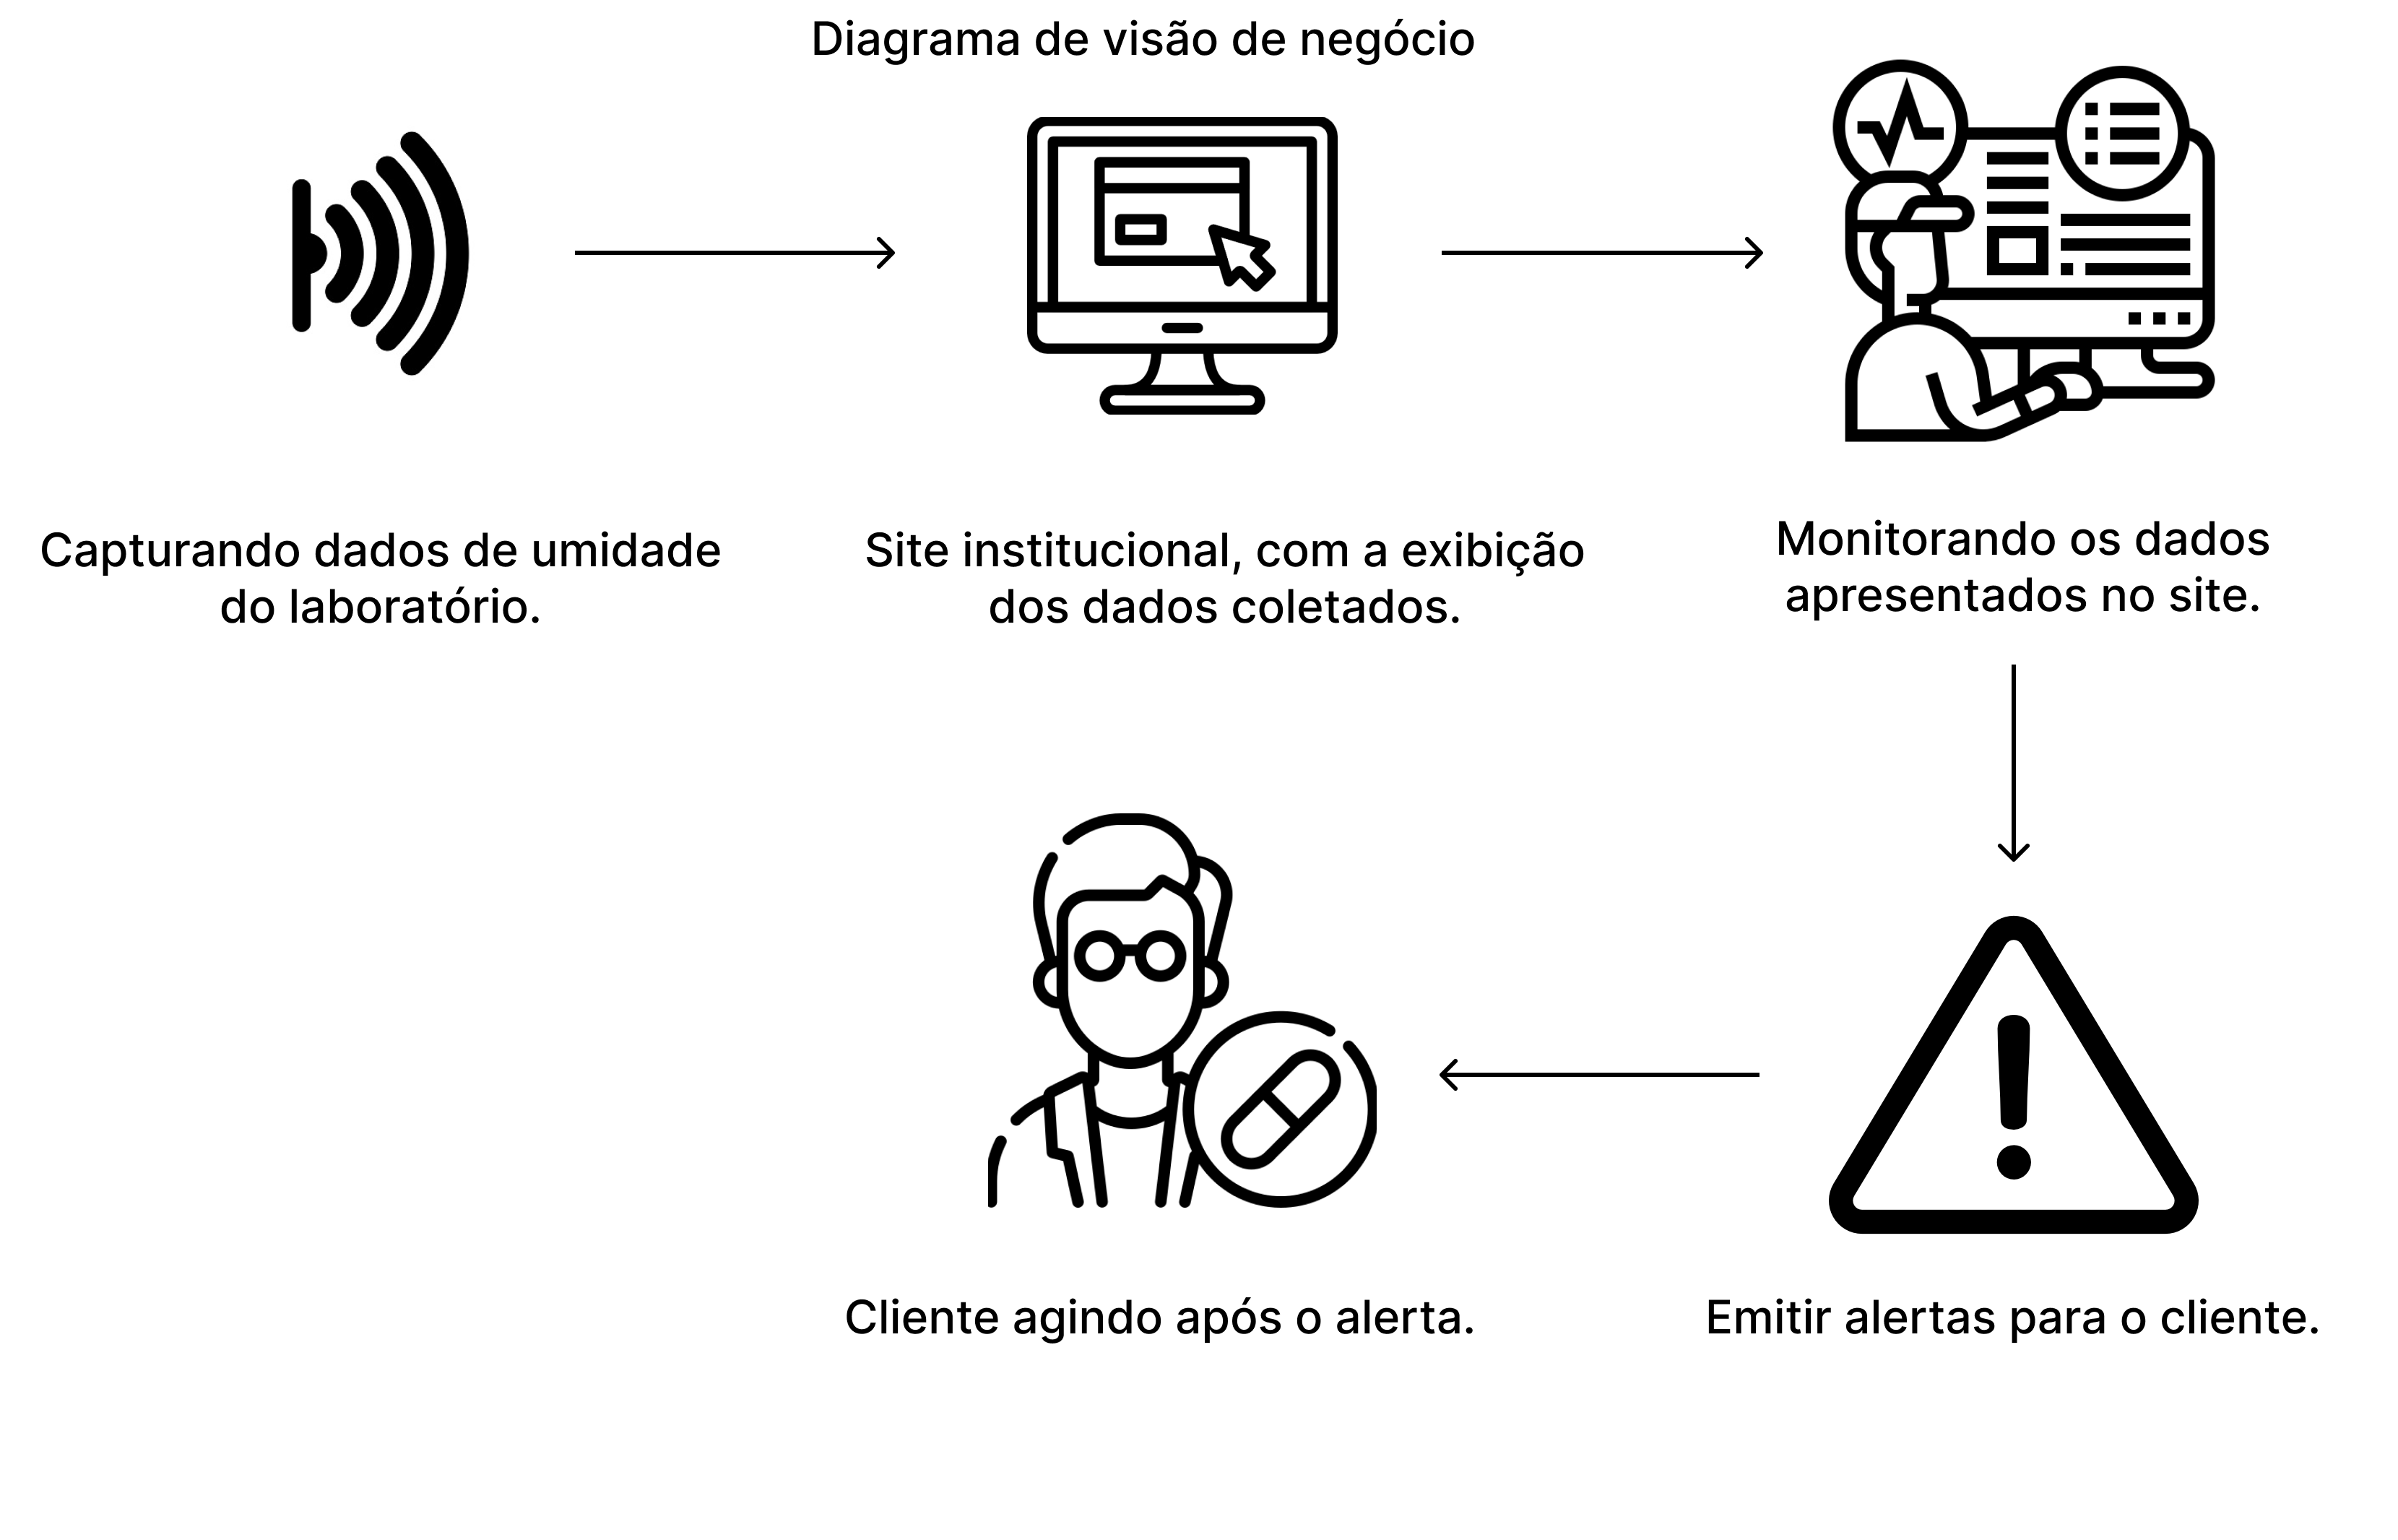 Diagrama de visão de negócio
Capturando dados de umidade
do laboratório.
Site institucional, com a exibição
dos dados coletados.
Monitorando os dados
apresentados no site.
Cliente agindo após o alerta.
Emitir alertas para o cliente.